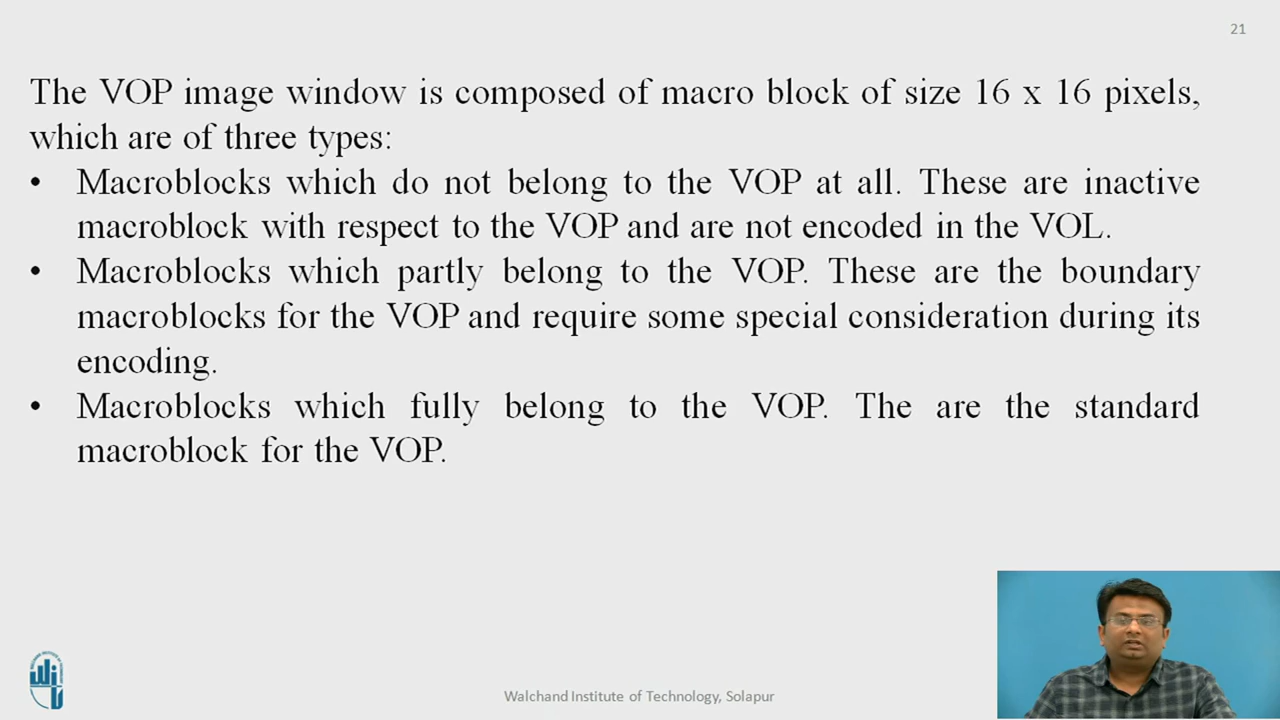 21
The VOP image window is composed of macro block of size 16 x 16 pixels,
which are of three types:
• Macroblocks which do not belong to the VOP at all. These are inactive
macroblock with respect to the VOP and are not encoded in the VOL.
• Macroblocks which partly belong to the VOP. These are the boundary
macroblocks for the VOP and require some special consideration during its
encoding.
• Macroblocks which fully belong to the VOP. The are the standard
macroblock for the VOP.
Walchand Institute of Technology, Solapur